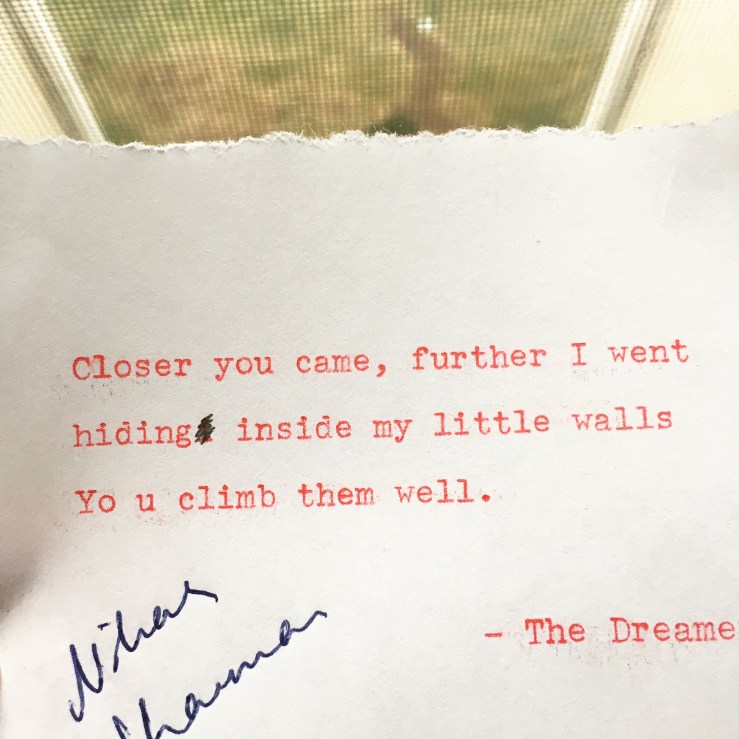 Closer you came, further I went
hiding inside my little walls
Yo u climb them well.
- The Dreame